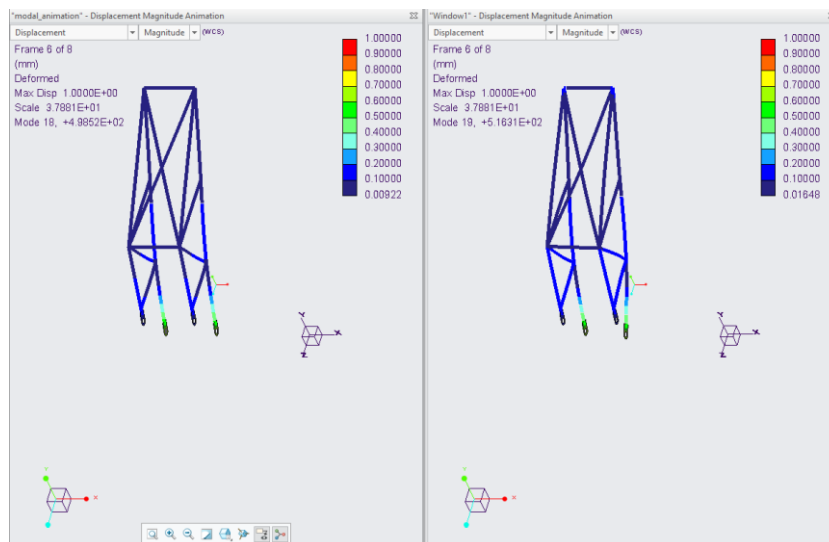 "modal_animation" - Displacement Magnitude Animation
Displacement Magnitude (WCS)
Frame 6 of 8
(mm)
Deformed
Max Disp 1.0000E+00
Scale 3.7881E+01
Mode 18, +4.9852E+02
1.00000
0.90000
0.80000
0.70000
0.60000
0.50000
0.40000
0.30000
0.20000
0.10000
0.00922
Y
X
Z
Y
X
"Window1" - Displacement Magnitude Animation
Displacement Magnitude (WCS)
Frame 6 of 8
(mm)
Deformed
Max Disp 1.0000E+00
Scale 3.7881E+01
Mode 19, +5.1631E+02
1.00000
0.90000
0.80000
0.70000
0.60000
0.50000
0.40000
0.30000
0.20000
0.10000
0.01648
Y
X
Z
Y
X